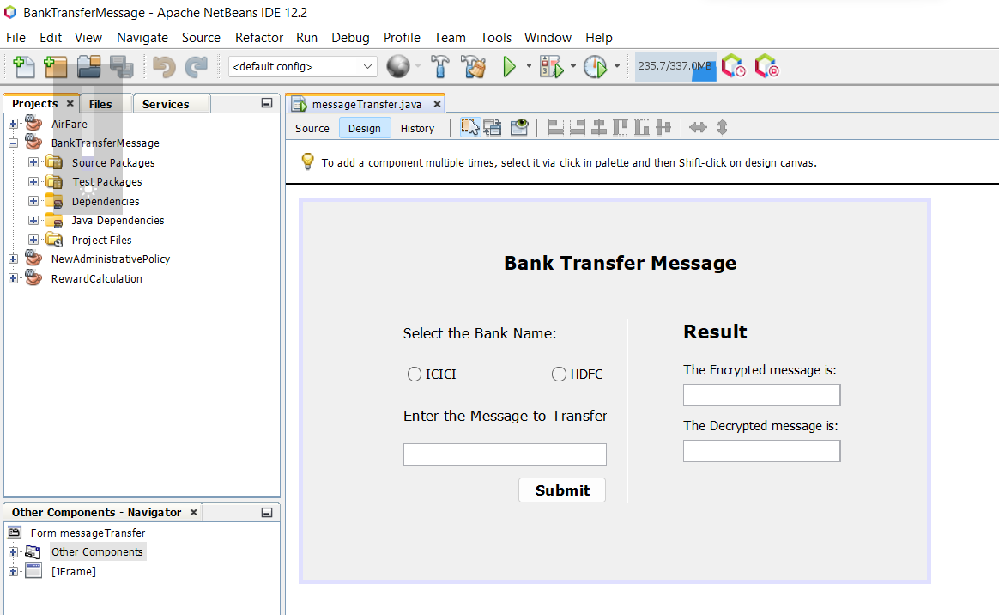 BankTransferMessage - Apache NetBeans IDE 12.2
File Edit View Navigate Source Refactor Run Debug Profile Team Tools Window Help
<default config> 235.7/337.0MB
Projects Files Services
AirFare
BankTransferMessage
Source Packages
Test Packages
Dependencies
Java Dependencies
Project Files
NewAdministrativePolicy
RewardCalculation
Other Components - Navigator
Form messageTransfer
Other Components
[JFrame]
messageTransfer.java
Source Design History
To add a component multiple times, select it via click in palette and then Shift-click on design canvas.
Bank Transfer Message
Select the Bank Name:
ICICI HDFC
Enter the Message to Transfer
Submit
Result
The Encrypted message is:
The Decrypted message is: